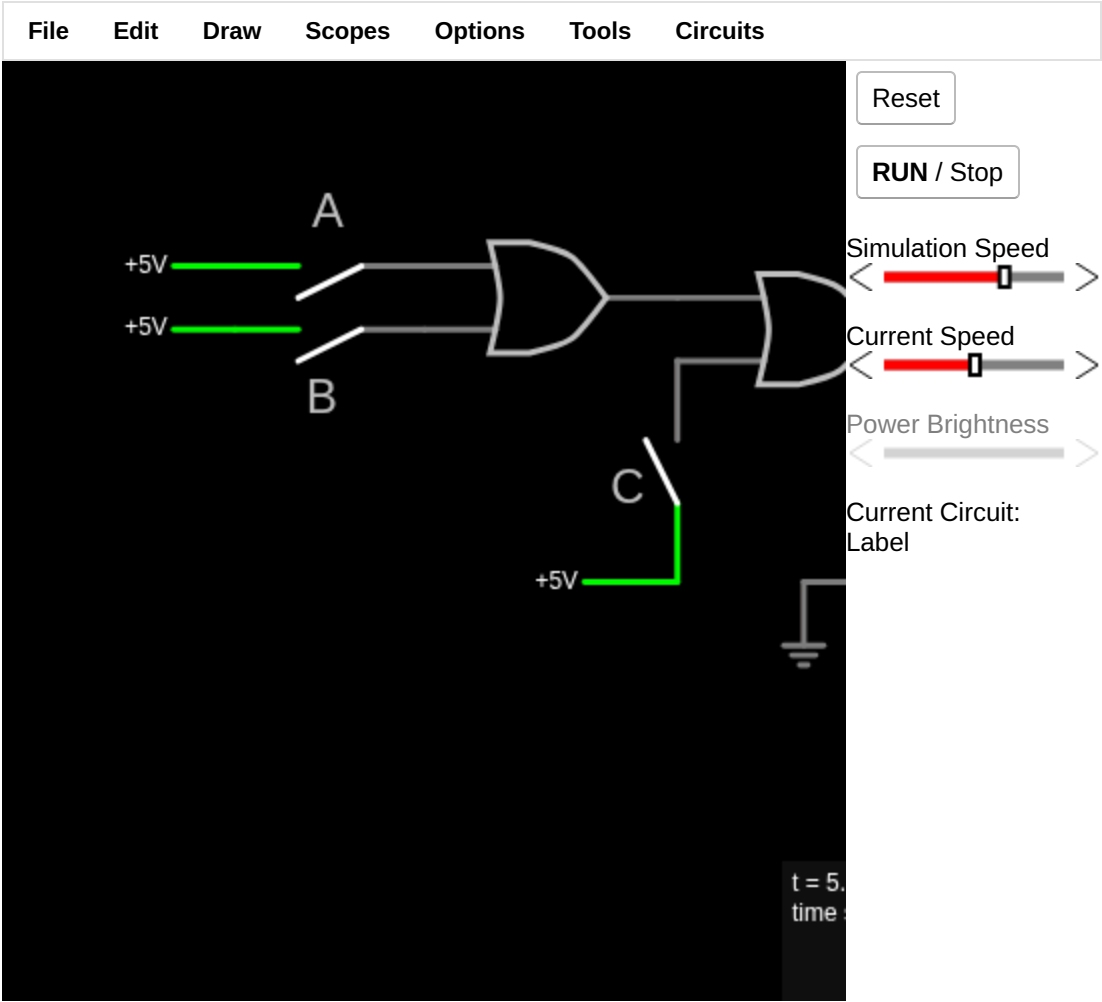 File Edit Draw Scopes Options Tools Circuits
Reset
RUN / Stop
Simulation Speed
Current Speed
Power Brightness
Current Circuit:
Label
A
+5V
+5V
B
C
+5V
t = 5.
time